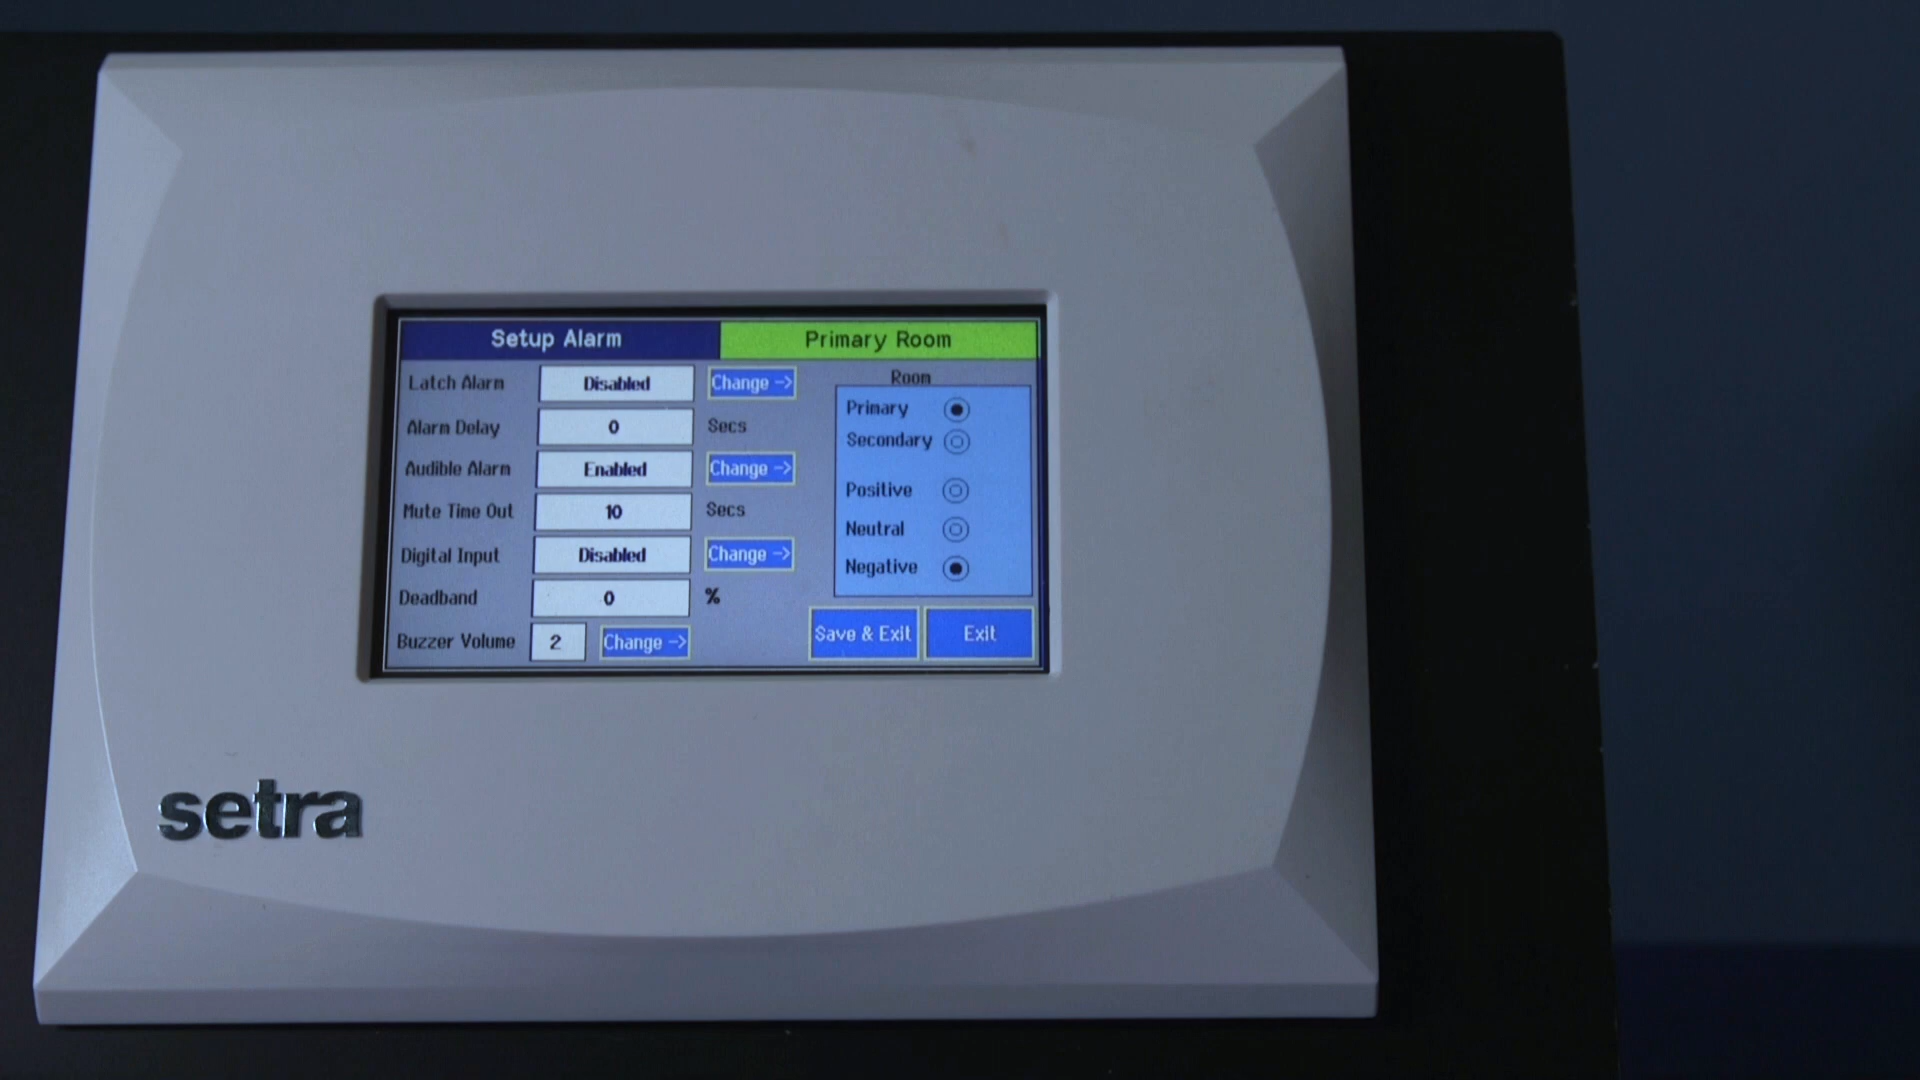 Setup Alarm
Primary Room
Latch Alarm Disabled Change ->
Alarm Delay 0 Secs
Audible Alarm Enabled Change ->
Mute Time Out 10 Secs
Digital Input Disabled Change ->
Deadband 0 %
Buzzer Volume 2 Change ->
Room
Primary
Secondary
Positive
Neutral
Negative
Save & Exit Exit
setra